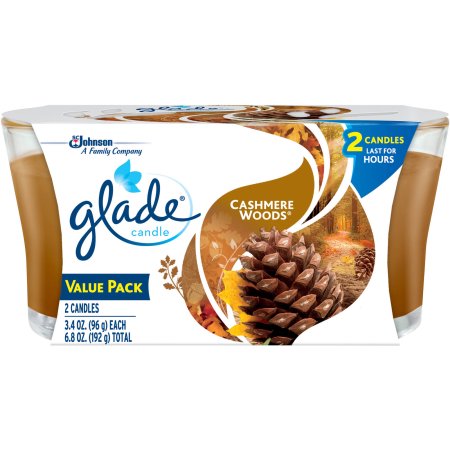 SC Johnson
A Family Company
glade®
candle
CASHMERE
WOODS®
2 CANDLES
LAST FOR
HOURS
VALUE PACK
2 CANDLES
3.4 OZ. (96 g) EACH
6.8 OZ. (192 g) TOTAL